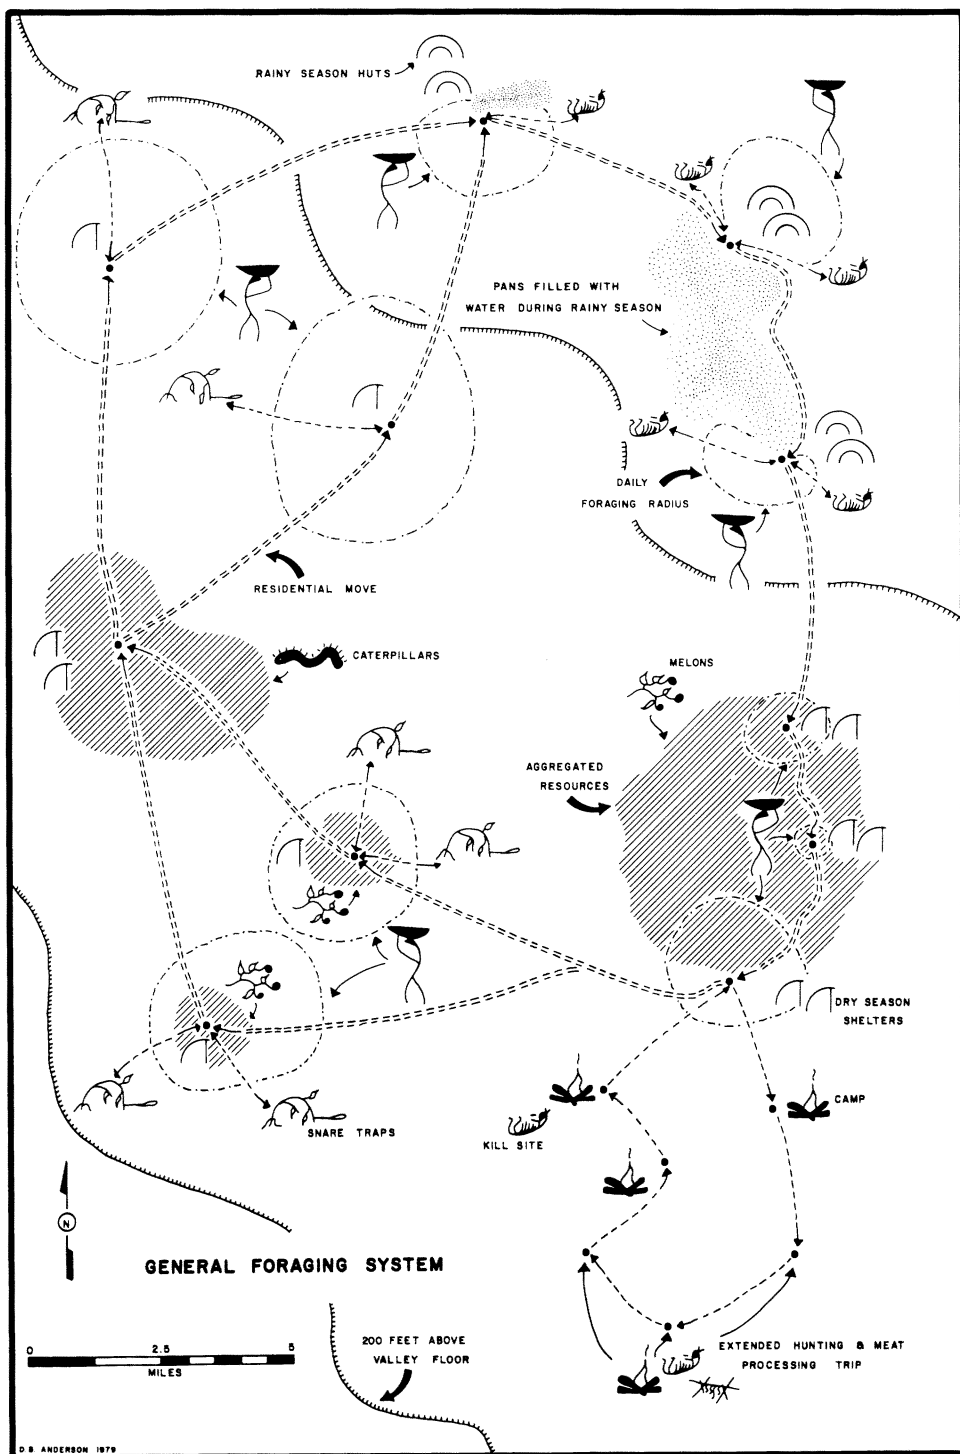 RAINY SEASON HUTS
PANS FILLED WITH
WATER DURING RAINY SEASON
DAILY
FORAGING RADIUS
RESIDENTIAL MOVE
CATERPILLARS
MELONS
AGGREGATED
RESOURCES
DRY SEASON
SHELTERS
CAMP
SNARE TRAPS
KILL SITE
N
GENERAL FORAGING SYSTEM
0 2.5 5
MILES
200 FEET ABOVE
VALLEY FLOOR
EXTENDED HUNTING & MEAT
PROCESSING TRIP
D.S. ANDERSON 1979